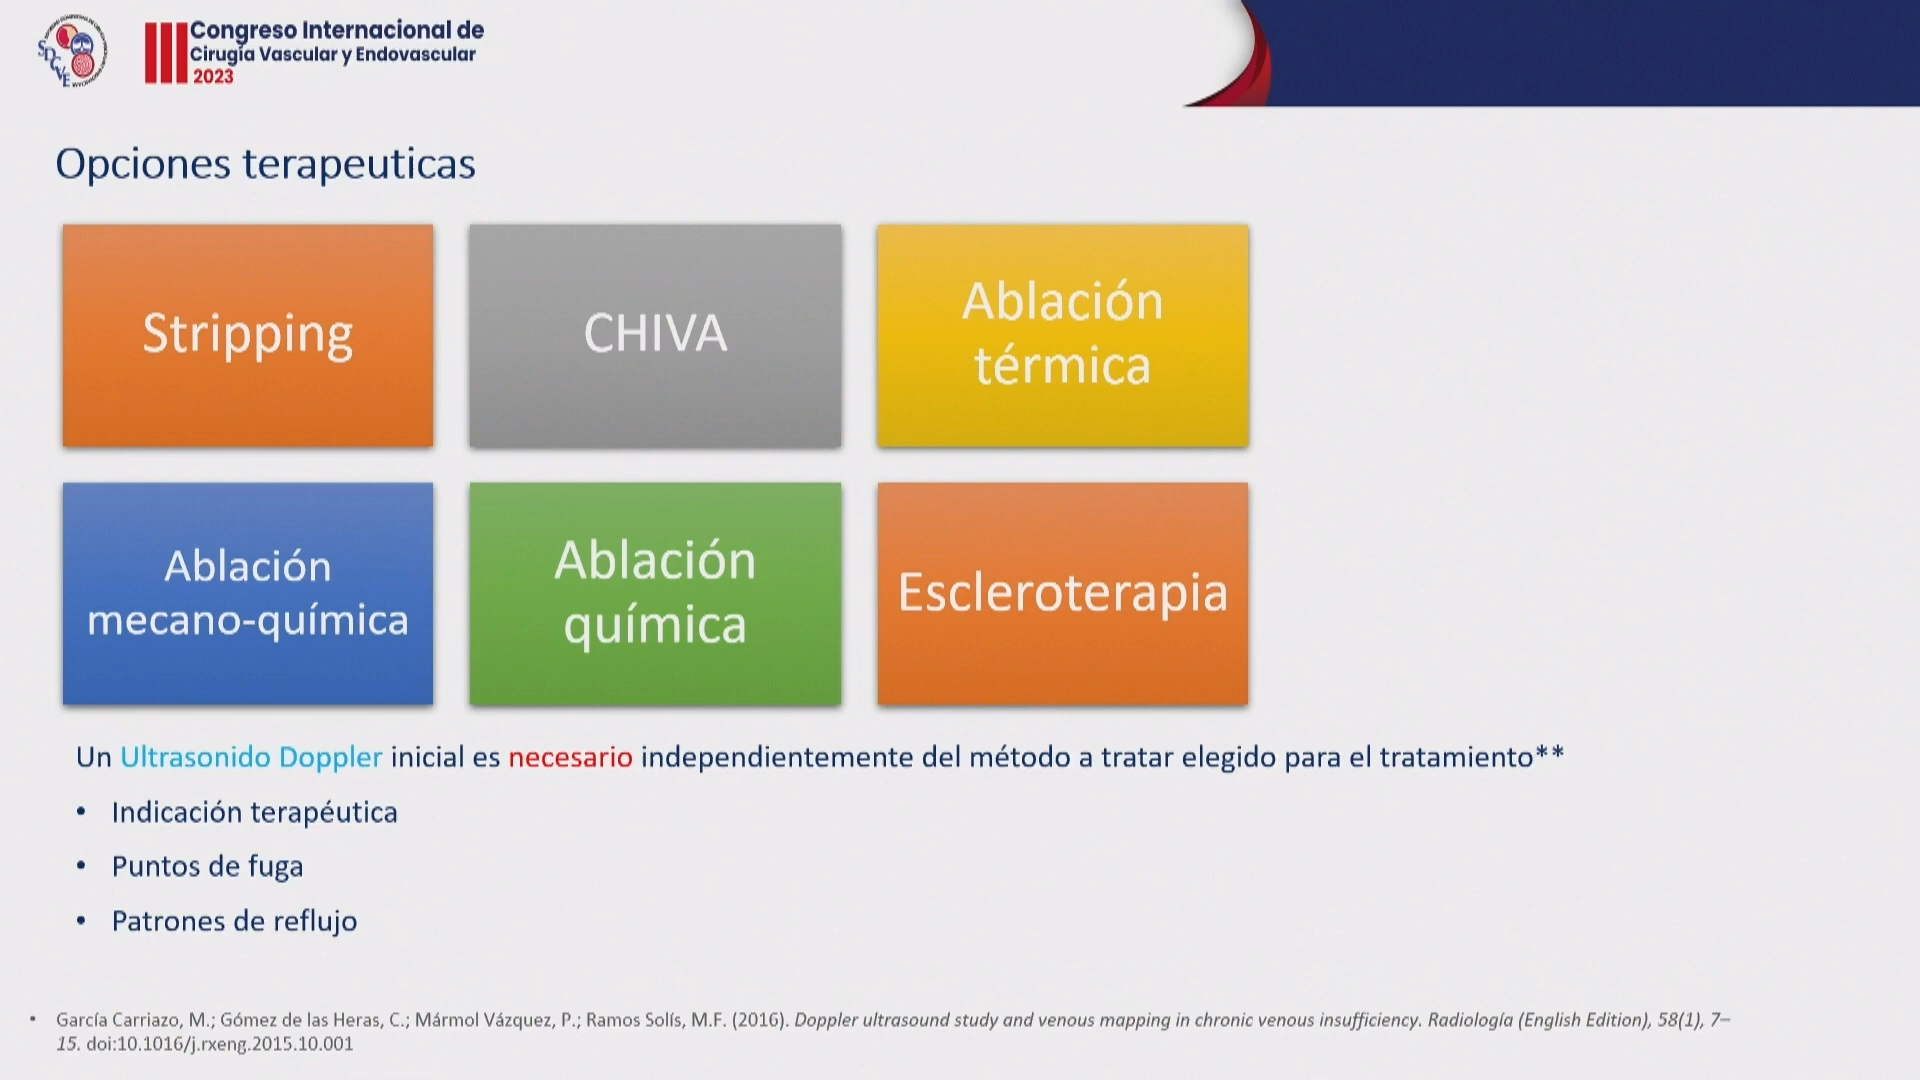 SDCVE
III Congreso Internacional de
Cirugía Vascular y Endovascular
2023
Opciones terapeuticas
Stripping
CHIVA
Ablación
térmica
Ablación
mecano-química
Ablación
química
Escleroterapia
Un Ultrasonido Doppler inicial es necesario independientemente del método a tratar elegido para el tratamiento**
• Indicación terapéutica
• Puntos de fuga
• Patrones de reflujo
• García Carriazo, M.; Gómez de las Heras, C.; Mármol Vázquez, P.; Ramos Solís, M.F. (2016). Doppler ultrasound study and venous mapping in chronic venous insufficiency. Radiología (English Edition), 58(1), 7–
15. doi:10.1016/j.rxeng.2015.10.001